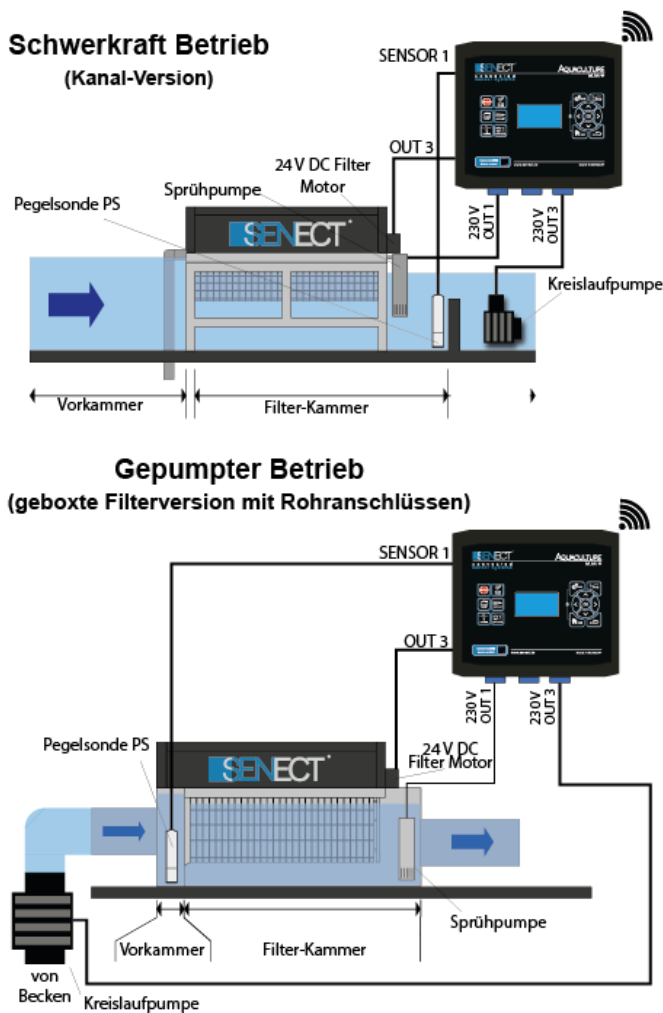 Schwerkraft Betrieb
(Kanal-Version)
SENSOR 1
SENECT
AQUACULTURE
OUT 3
24 V DC Filter
Motor
Sprühpumpe
Pegelsonde PS
SENECT
230 V
OUT 1
230 V
OUT 3
Kreislaufpumpe
Vorkammer
Filter-Kammer
Gepumpter Betrieb
(geboxte Filterversion mit Rohranschlüssen)
SENSOR 1
SENECT
AQUACULTURE
OUT 3
230 V
OUT 1
230 V
OUT 3
Pegelsonde PS
24 V DC
Filter Motor
SENECT
Sprühpumpe
Vorkammer
Filter-Kammer
von
Becken
Kreislaufpumpe